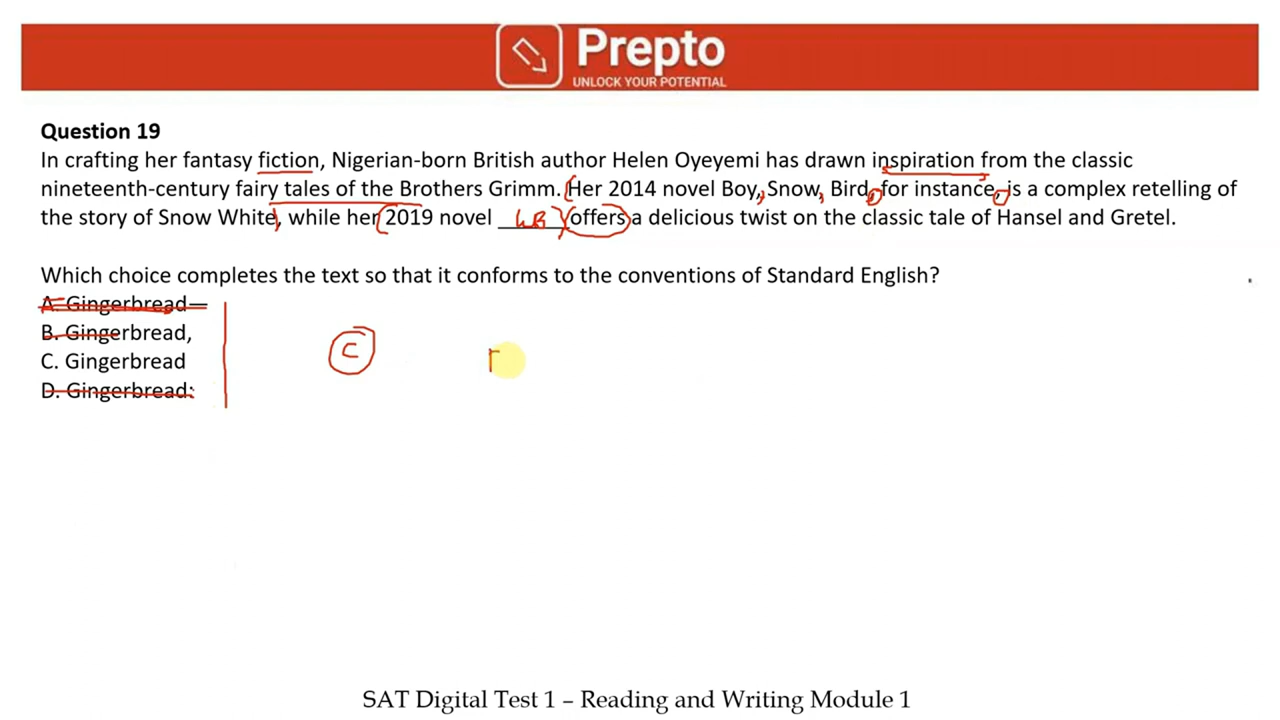 Prepto
UNLOCK YOUR POTENTIAL
Question 19
In crafting her fantasy fiction, Nigerian-born British author Helen Oyeyemi has drawn inspiration from the classic
nineteenth-century fairy tales of the Brothers Grimm. Her 2014 novel Boy, Snow, Bird, for instance, is a complex retelling of
the story of Snow White, while her 2019 novel ______ offers a delicious twist on the classic tale of Hansel and Gretel.
Which choice completes the text so that it conforms to the conventions of Standard English?
A. Gingerbread—
B. Gingerbread,
C. Gingerbread
D. Gingerbread:
C
SAT Digital Test 1 – Reading and Writing Module 1